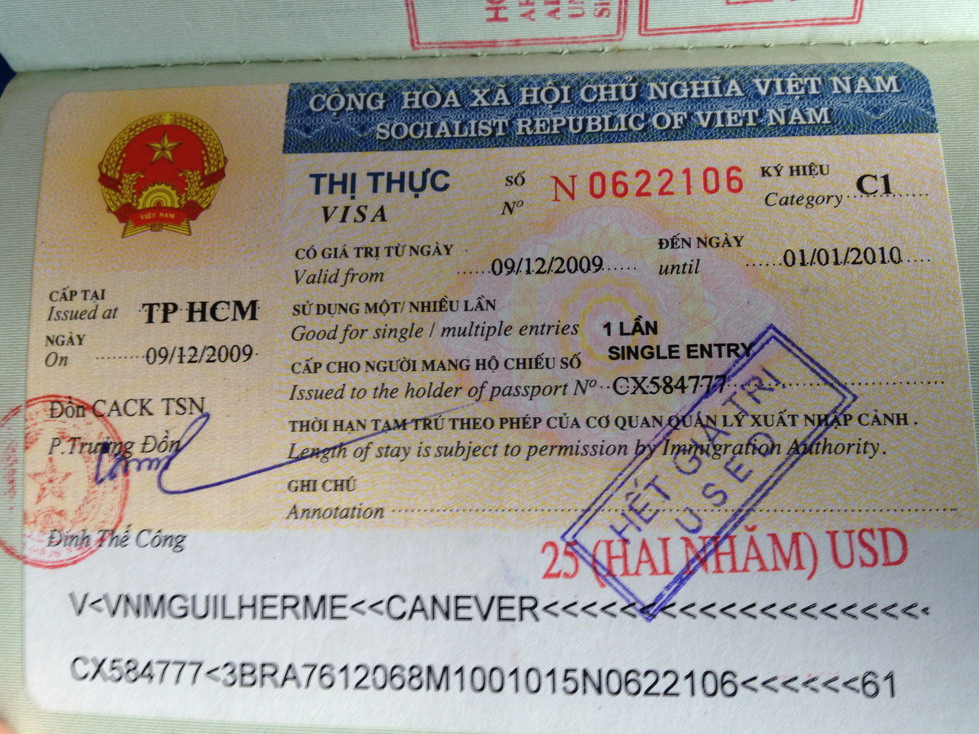 CỘNG HÒA XÃ HỘI CHỦ NGHĨA VIỆT NAM
SOCIALIST REPUBLIC OF VIET NAM
VIỆT NAM
THỊ THỰC
VISA
SỐ
Nº
N 0622106
KÝ HIỆU
Category C1
CÓ GIÁ TRỊ TỪ NGÀY
Valid from 09/12/2009
ĐẾN NGÀY
until 01/01/2010
CẤP TẠI
Issued at TP HCM
NGÀY
On 09/12/2009
SỬ DỤNG MỘT/ NHIỀU LẦN
Good for single / multiple entries 1 LẦN
SINGLE ENTRY
CẤP CHO NGƯỜI MANG HỘ CHIẾU SỐ
Issued to the holder of passport Nº CX584777
THỜI HẠN TẠM TRÚ THEO PHÉP CỦA CƠ QUAN QUẢN LÝ XUẤT NHẬP CẢNH .
Length of stay is subject to permission by Immigration Authority.
GHI CHÚ
Annotation
Đồn CACK TSN
P.Trưởng Đồn
Đinh Thế Công
HẾT GIÁ TRỊ
USED
25 (HAI NHĂM) USD
V<VNMGUILHERME<<CANEVER<<<<<<<<<<<<<<<<<<<<
CX584777<3BRA7612068M1001015N0622106<<<<<<61